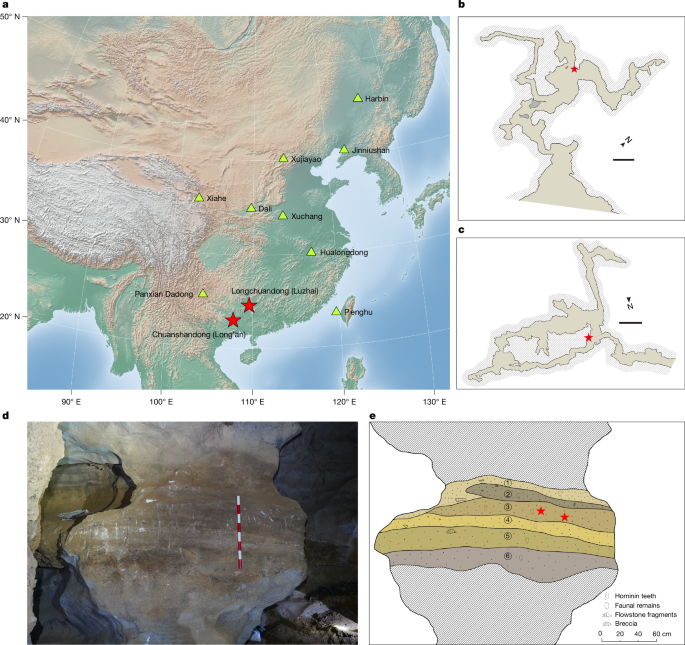 a
50° N
40° N
30° N
20° N
90° E
100° E
110° E
120° E
130° E
Harbin
Jinniushan
Xujiayao
Xiahe
Dali
Xuchang
Hualongdong
Panxian Dadong
Longchuandong (Luzhai)
Penghu
Chuanshandong (Long'an)
b
N
c
N
d
e
1
2
3
4
5
6
Hominin teeth
Faunal remains
Flowstone fragments
Breccia
0 20 40 60 cm